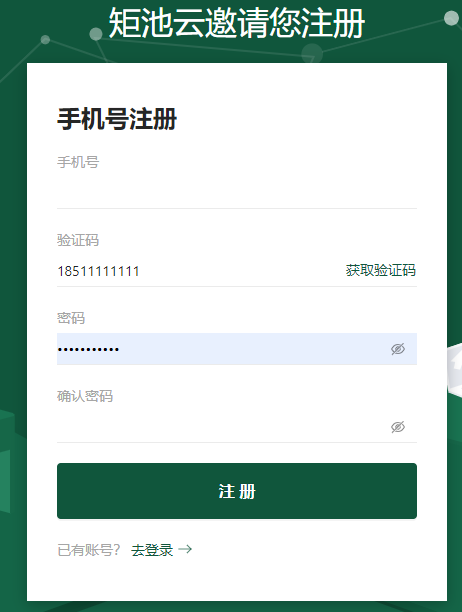 矩池云邀请您注册
手机号注册
手机号
验证码
18511111111 获取验证码
密码
•••••••••••
确认密码
注 册
已有账号? 去登录 →